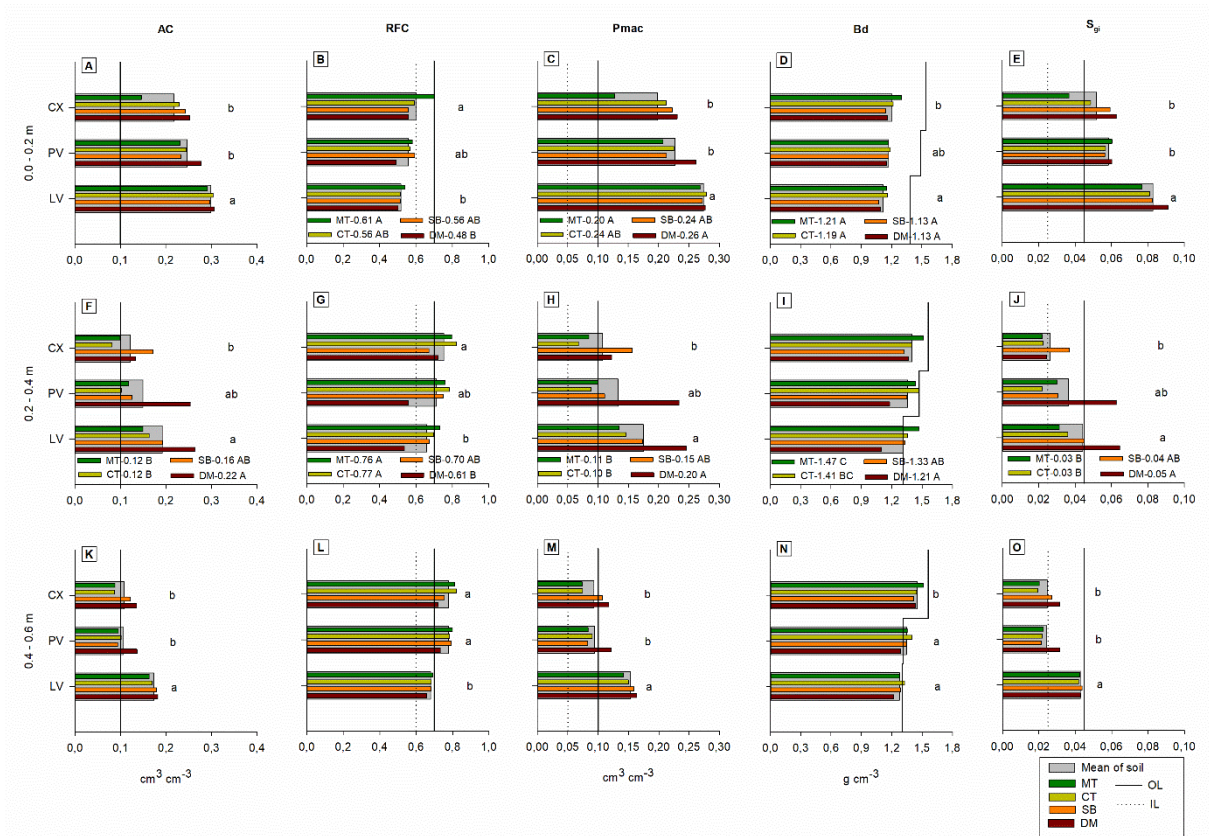 AC RFC Pmac Bd S_gi
0.0 - 0.2 m
A B C D E
CX b a b b b
PV b ab b ab b
LV a b a a a
MT-0.61 A SB-0.56 AB
CT-0.56 AB DM-0.48 B
MT-0.20 A SB-0.24 AB
CT-0.24 AB DM-0.26 A
MT-1.21 A SB-1.13 A
CT-1.19 A DM-1.13 A
0,0 0,1 0,2 0,3 0,4
0,0 0,2 0,4 0,6 0,8 1,0
0,00 0,05 0,10 0,15 0,20 0,25 0,30
0,0 0,3 0,6 0,9 1,2 1,5 1,8
0,00 0,02 0,04 0,06 0,08 0,10
0.2 - 0.4 m
F G H I J
CX b a b b
PV ab ab ab ab
LV a b a a
MT-0.12 B SB-0.16 AB
CT-0.12 B DM-0.22 A
MT-0.76 A SB-0.70 AB
CT-0.77 A DM-0.61 B
MT-0.11 B SB-0.15 AB
CT-0.10 B DM-0.20 A
MT-1.47 C SB-1.33 AB
CT-1.41 BC DM-1.21 A
MT-0.03 B SB-0.04 AB
CT-0.03 B DM-0.05 A
0,0 0,1 0,2 0,3 0,4
0,0 0,2 0,4 0,6 0,8 1,0
0,00 0,05 0,10 0,15 0,20 0,25 0,30
0,0 0,3 0,6 0,9 1,2 1,5 1,8
0,00 0,02 0,04 0,06 0,08 0,10
0.4 - 0.6 m
K L M N O
CX b a b b b
PV b a b a b
LV a b a a a
0,0 0,1 0,2 0,3 0,4
0,0 0,2 0,4 0,6 0,8 1,0
0,00 0,05 0,10 0,15 0,20 0,25 0,30
0,0 0,3 0,6 0,9 1,2 1,5 1,8
0,00 0,02 0,04 0,06 0,08 0,10
cm³ cm⁻³ cm³ cm⁻³ g cm⁻³
Mean of soil
MT OL
CT IL
SB
DM